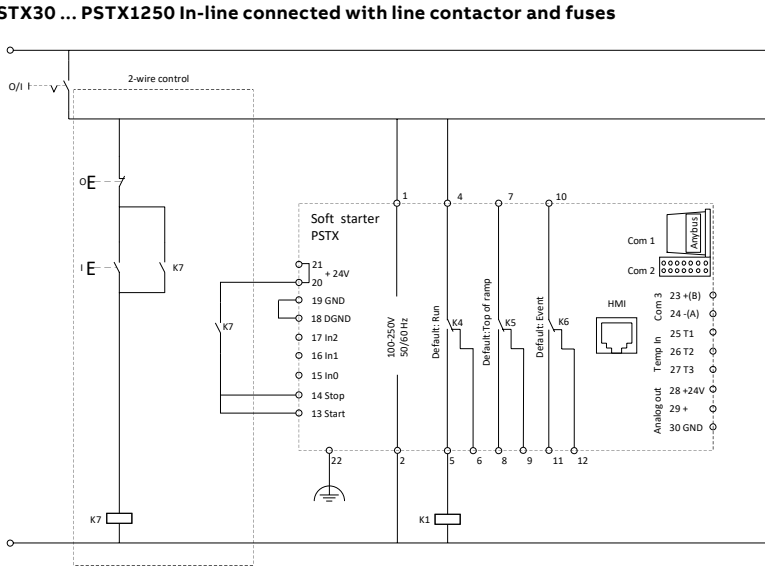 STX30 ... PSTX1250 In-line connected with line contactor and fuses
O/I
2-wire control
O E
I E
K7
K7
K7
1
4
7
10
Soft starter
PSTX
21
+ 24V
20
19 GND
18 DGND
17 In2
16 In1
15 In0
14 Stop
13 Start
100-250V
50/60 Hz
Default: Run
K4
Default:Top of ramp
K5
Default: Event
K6
HMI
Com 1
Anybus
Com 2
Com 3
23 +(B)
24 -(A)
Temp In
25 T1
26 T2
27 T3
Analog out
28 +24V
29 +
30 GND
22
2
5
6
8
9
11
12
K1